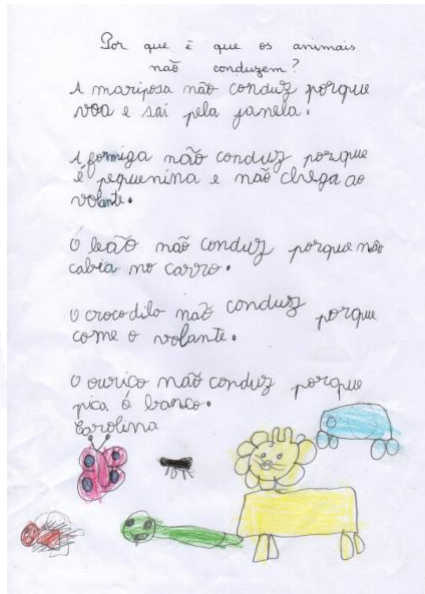 Por que é que os animais
não conduzem?
A mariposa não conduz porque
voa e sai pela janela.
A formiga não conduz porque
é pequenina e não chega ao
volante.
O leão não conduz porque não
cabia no carro.
O crocodilo não conduz porque
come o volante.
O ouriço não conduz porque
pica o banco.
Carolina